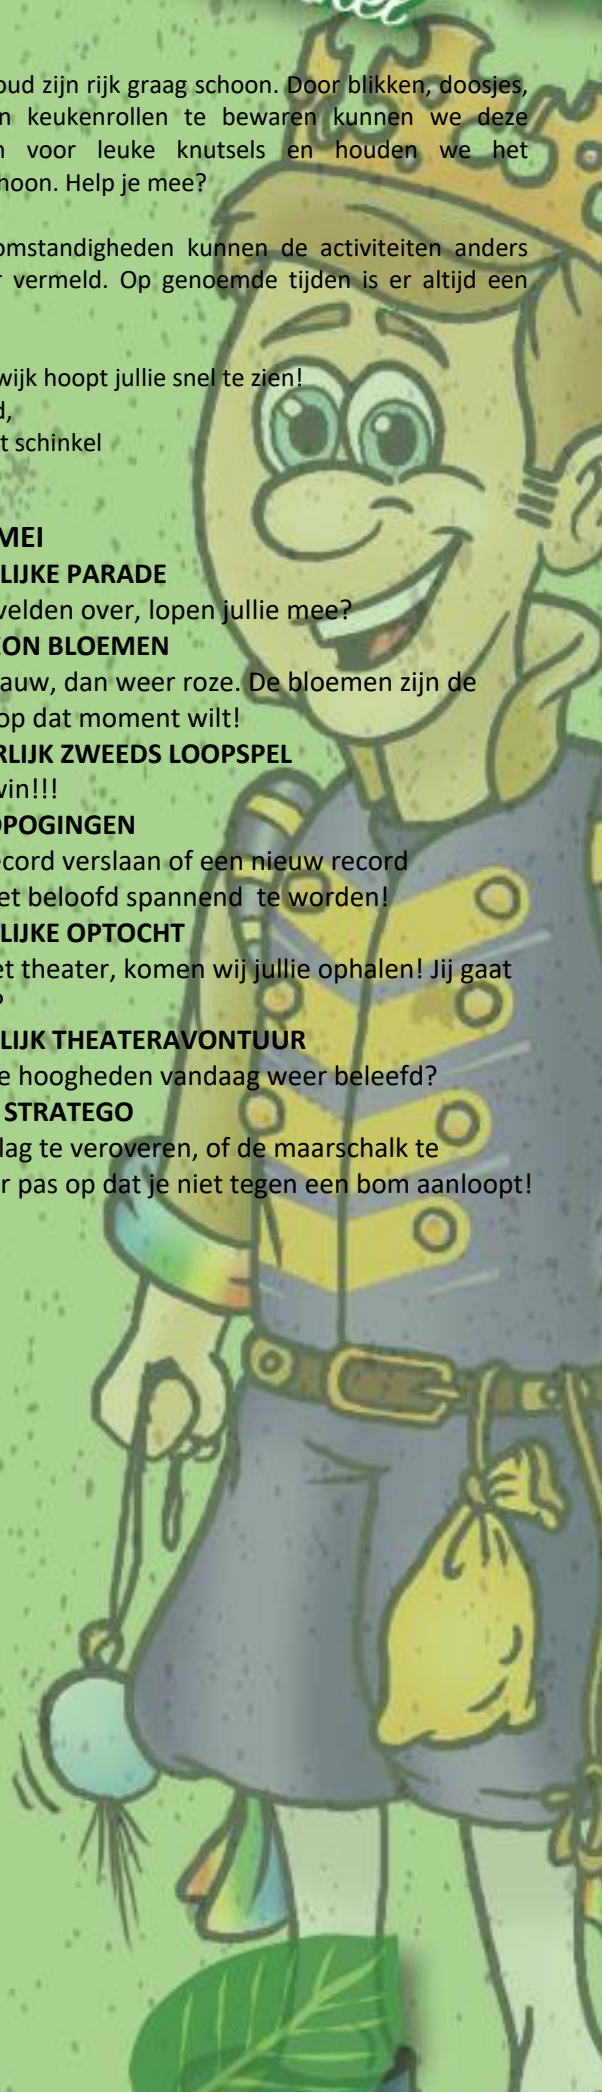 oud zijn rijk graag schoon. Door blikken, doosjes,
n keukenrollen te bewaren kunnen we deze
n voor leuke knutsels en houden we het
hoon. Help je mee?
omstandigheden kunnen de activiteiten anders
r vermeld. Op genoemde tijden is er altijd een
wijk hoopt jullie snel te zien!
d,
t schinkel
MEI
LIJKE PARADE
velden over, lopen jullie mee?
ON BLOEMEN
auw, dan weer roze. De bloemen zijn de
op dat moment wilt!
RLIJK ZWEEDS LOOPSPEL
win!!!
OPOGINGEN
ecord verslaan of een nieuw record
et beloofd spannend te worden!
LIJKE OPTOCHT
et theater, komen wij jullie ophalen! Jij gaat
?
LIJK THEATERAVONTUUR
e hoogheden vandaag weer beleefd?
STRATEGO
lag te veroveren, of de maarschalk te
r pas op dat je niet tegen een bom aanloopt!